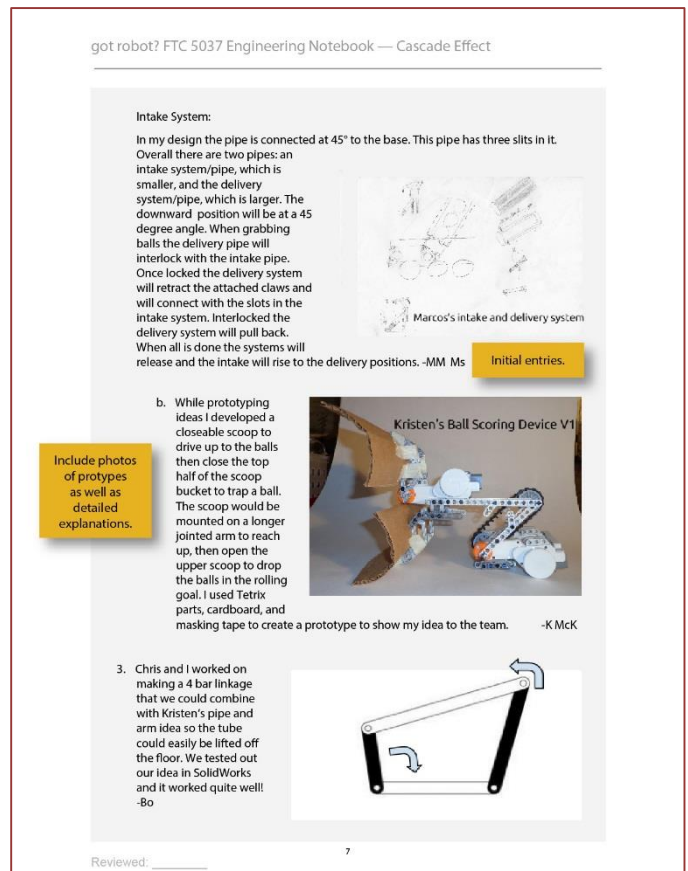 got robot? FTC 5037 Engineering Notebook — Cascade Effect
Intake System:
In my design the pipe is connected at 45° to the base. This pipe has three slits in it.
Overall there are two pipes: an
intake system/pipe, which is
smaller, and the delivery
system/pipe, which is larger. The
downward position will be at a 45
degree angle. When grabbing
balls the delivery pipe will
interlock with the intake pipe.
Once locked the delivery system
will retract the attached claws and
will connect with the slots in the
intake system. Interlocked the
delivery system will pull back.
When all is done the systems will
release and the intake will rise to the delivery positions. -MM Ms
Marcos's intake and delivery system
Initial entries.
b. While prototyping
ideas I developed a
closeable scoop to
drive up to the balls
then close the top
half of the scoop
bucket to trap a ball.
The scoop would be
mounted on a longer
jointed arm to reach
up, then open the
upper scoop to drop
the balls in the rolling
goal. I used Tetrix
parts, cardboard, and
masking tape to create a prototype to show my idea to the team. -K McK
Kristen's Ball Scoring Device V1
Include photos
of protypes
as well as
detailed
explanations.
3. Chris and I worked on
making a 4 bar linkage
that we could combine
with Kristen's pipe and
arm idea so the tube
could easily be lifted off
the floor. We tested out
our idea in SolidWorks
and it worked quite well!
-Bo
7
Reviewed: ________